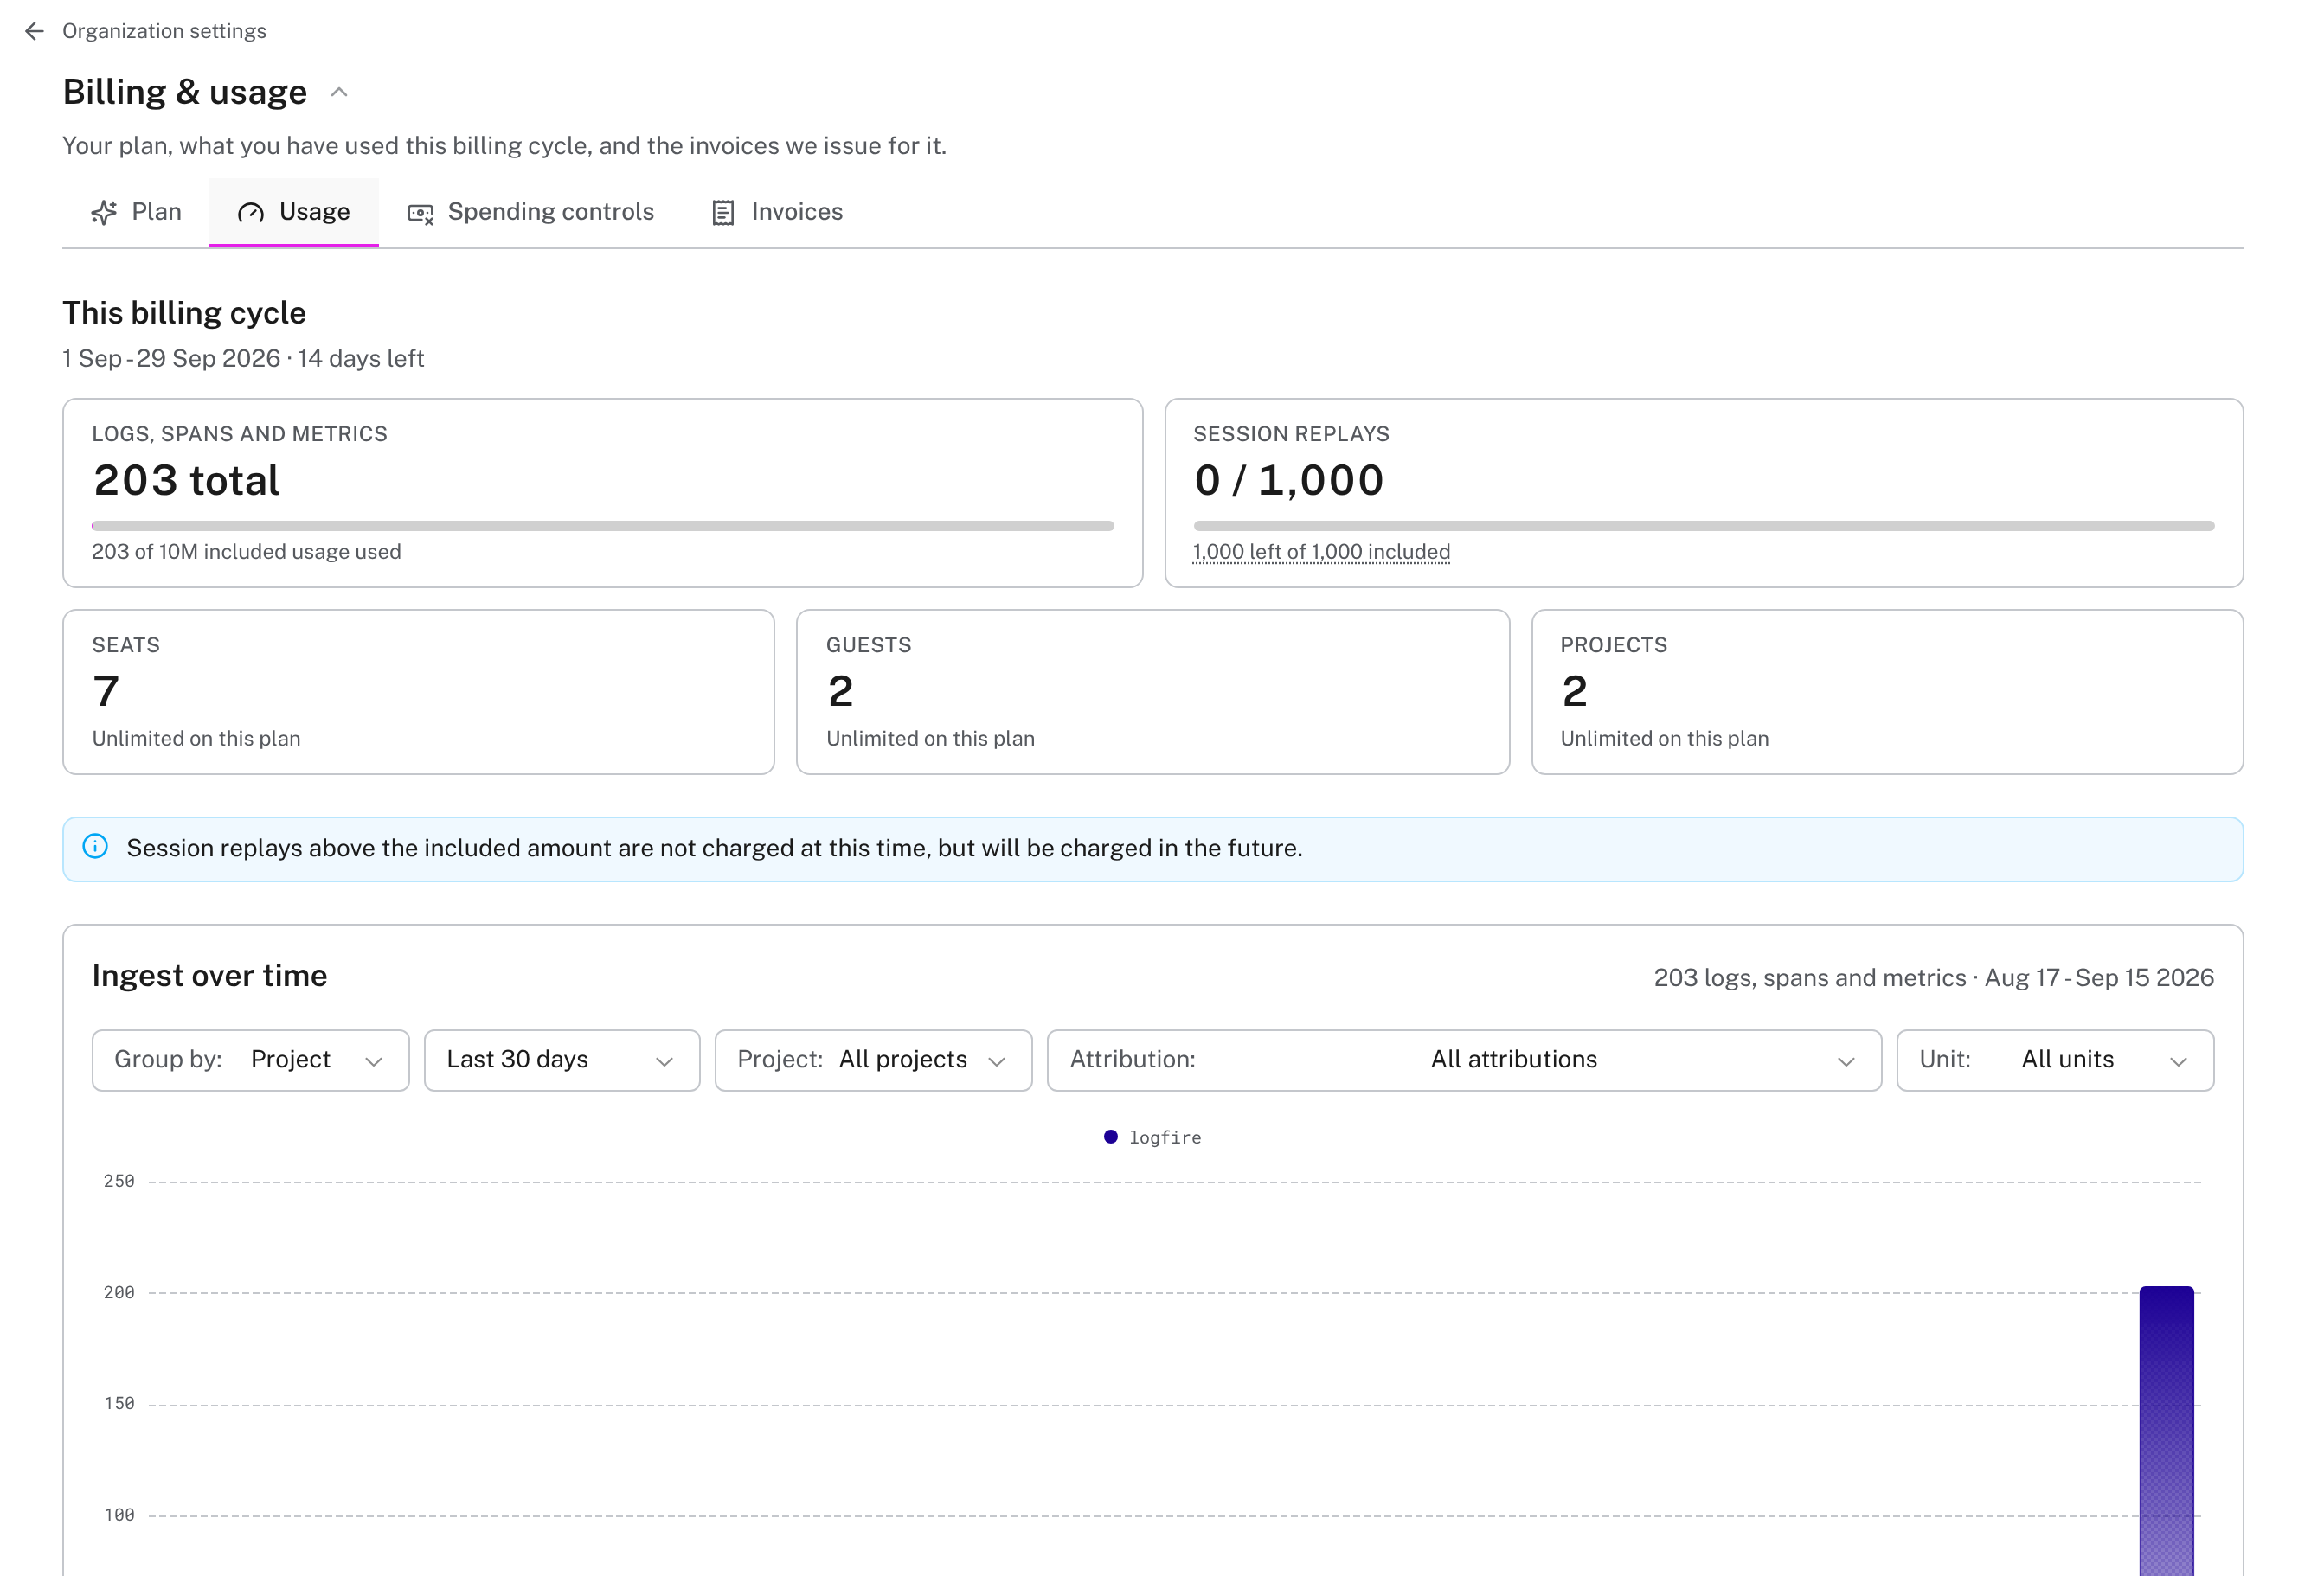 Organization settings
Billing & usage
Your plan, what you have used this billing cycle, and the invoices we issue for it.
Plan
Usage
Spending controls
Invoices
This billing cycle
1 Sep - 29 Sep 2026 · 14 days left
LOGS, SPANS AND METRICS
203 total
203 of 10M included usage used
SESSION REPLAYS
0 / 1,000
1,000 left of 1,000 included
SEATS
7
Unlimited on this plan
GUESTS
2
Unlimited on this plan
PROJECTS
2
Unlimited on this plan
Session replays above the included amount are not charged at this time, but will be charged in the future.
Ingest over time
203 logs, spans and metrics · Aug 17 - Sep 15 2026
Group by: Project
Last 30 days
Project: All projects
Attribution: All attributions
Unit: All units
logfire
250
200
150
100